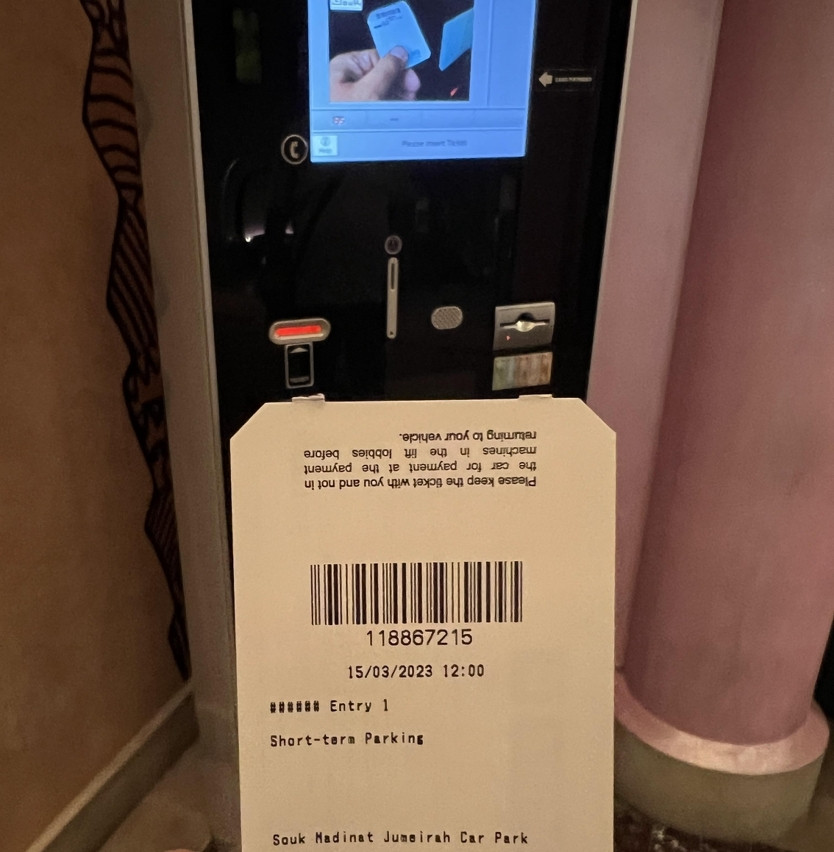 Please Insert Ticket
Please keep the ticket with you and not in
the car for payment at the payment
machines in the lift lobbies before
returning to your vehicle.
118867215
15/03/2023 12:00
###### Entry 1
Short-term Parking
Souk Madinat Jumeirah Car Park